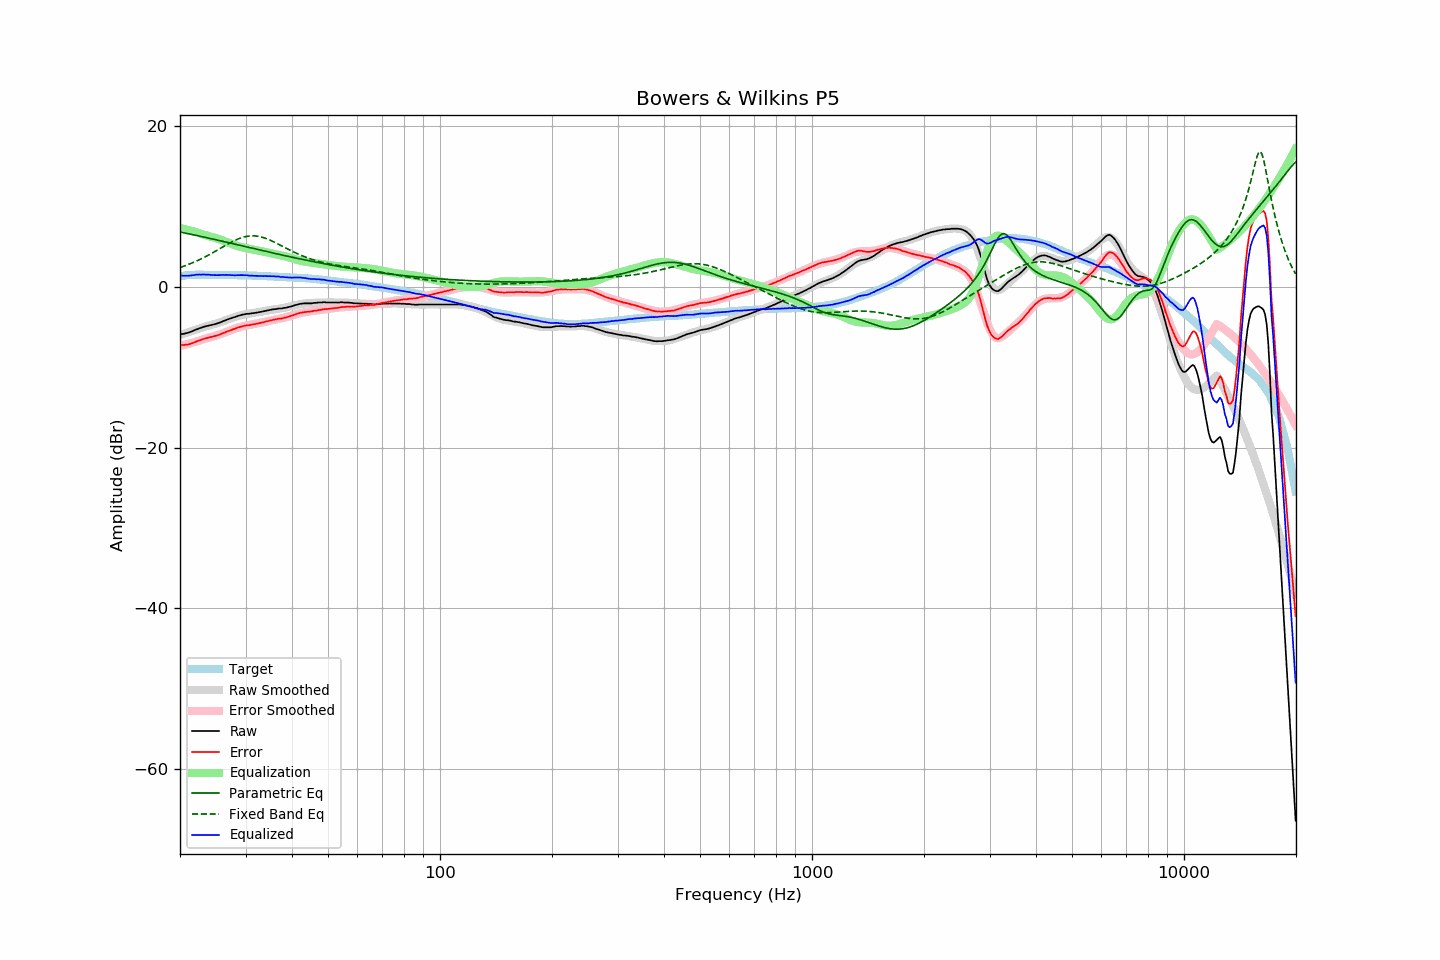 Bowers & Wilkins P5
20
0
−20
−40
−60
Amplitude (dBr)
100
1000
10000
Frequency (Hz)
Target
Raw Smoothed
Error Smoothed
Raw
Error
Equalization
Parametric Eq
Fixed Band Eq
Equalized